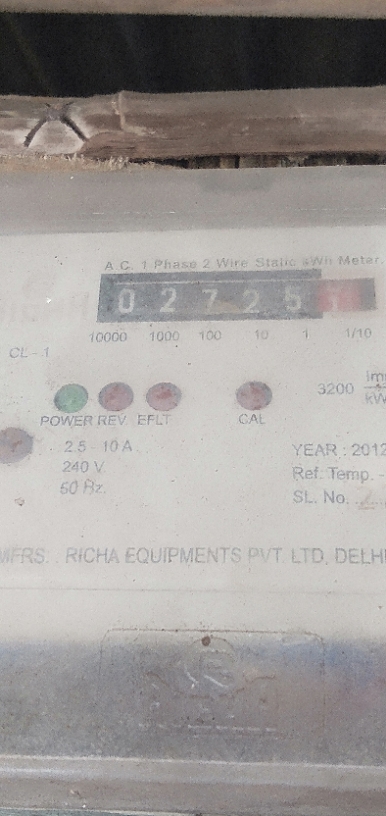 A.C. 1 Phase 2 Wire Static kWh Meter.
0 2 7 2 5
10000 1000 100 10 1 1/10
CL-1
3200 imp
kW
POWER REV EFLT CAL
2.5 - 10 A
240 V
50 Hz.
YEAR : 2012
Ref. Temp. -
SL. No.
MFRS. : RICHA EQUIPMENTS PVT. LTD, DELHI